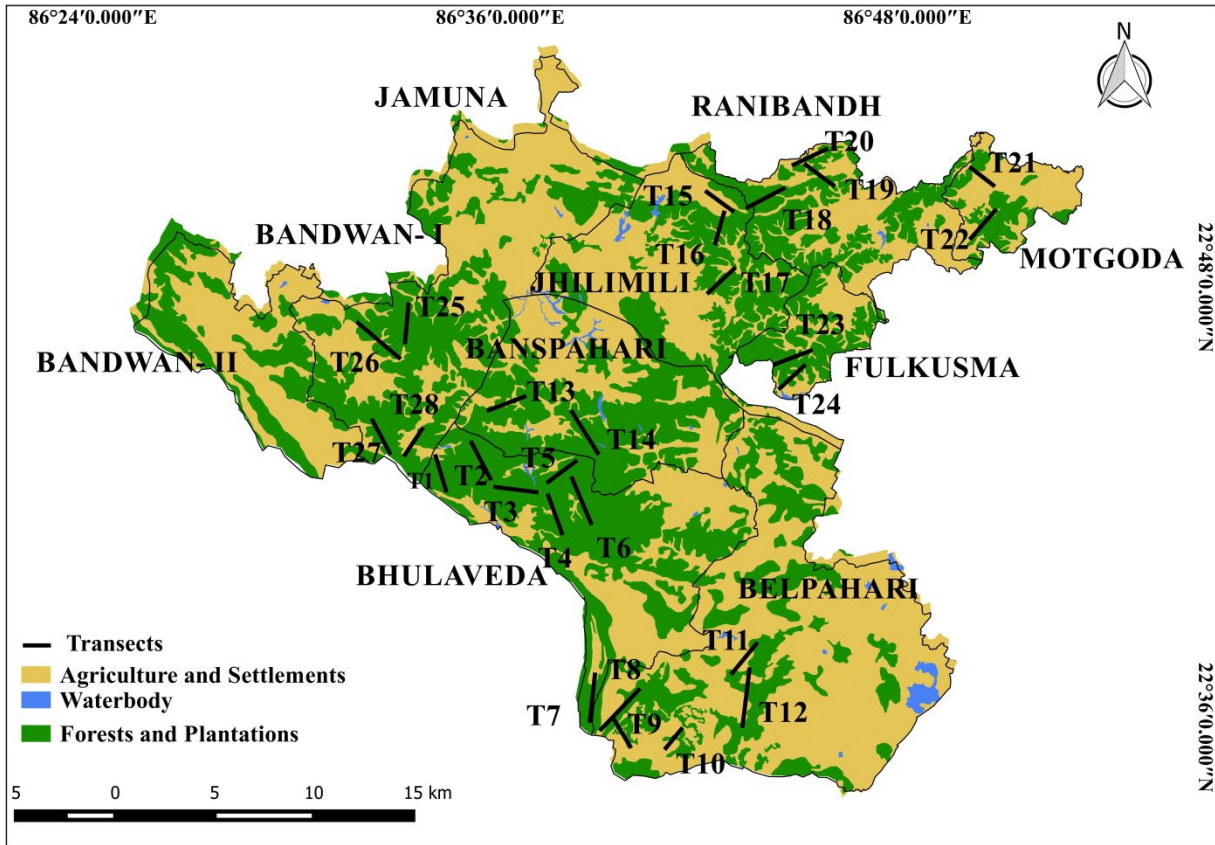 86°24′0.000″E
86°36′0.000″E
86°48′0.000″E
N
JAMUNA
RANIBANDH
T20
T21
T15
T19
T18
BANDWAN- I
T16
T22
22°48′0.000″N
MOTGODA
JHILIMILI
T17
T25
T23
BANSPAHARI
T26
BANDWAN- II
FULKUSMA
T13
T28
T24
T27
T14
T5
T1
T2
T3
T4
T6
BHULAVEDA
BELPAHARI
T11
Transects
T8
Agriculture and Settlements
22°36′0.000″N
Waterbody
T7
T9
T12
Forests and Plantations
T10
5
0
5
10
15 km